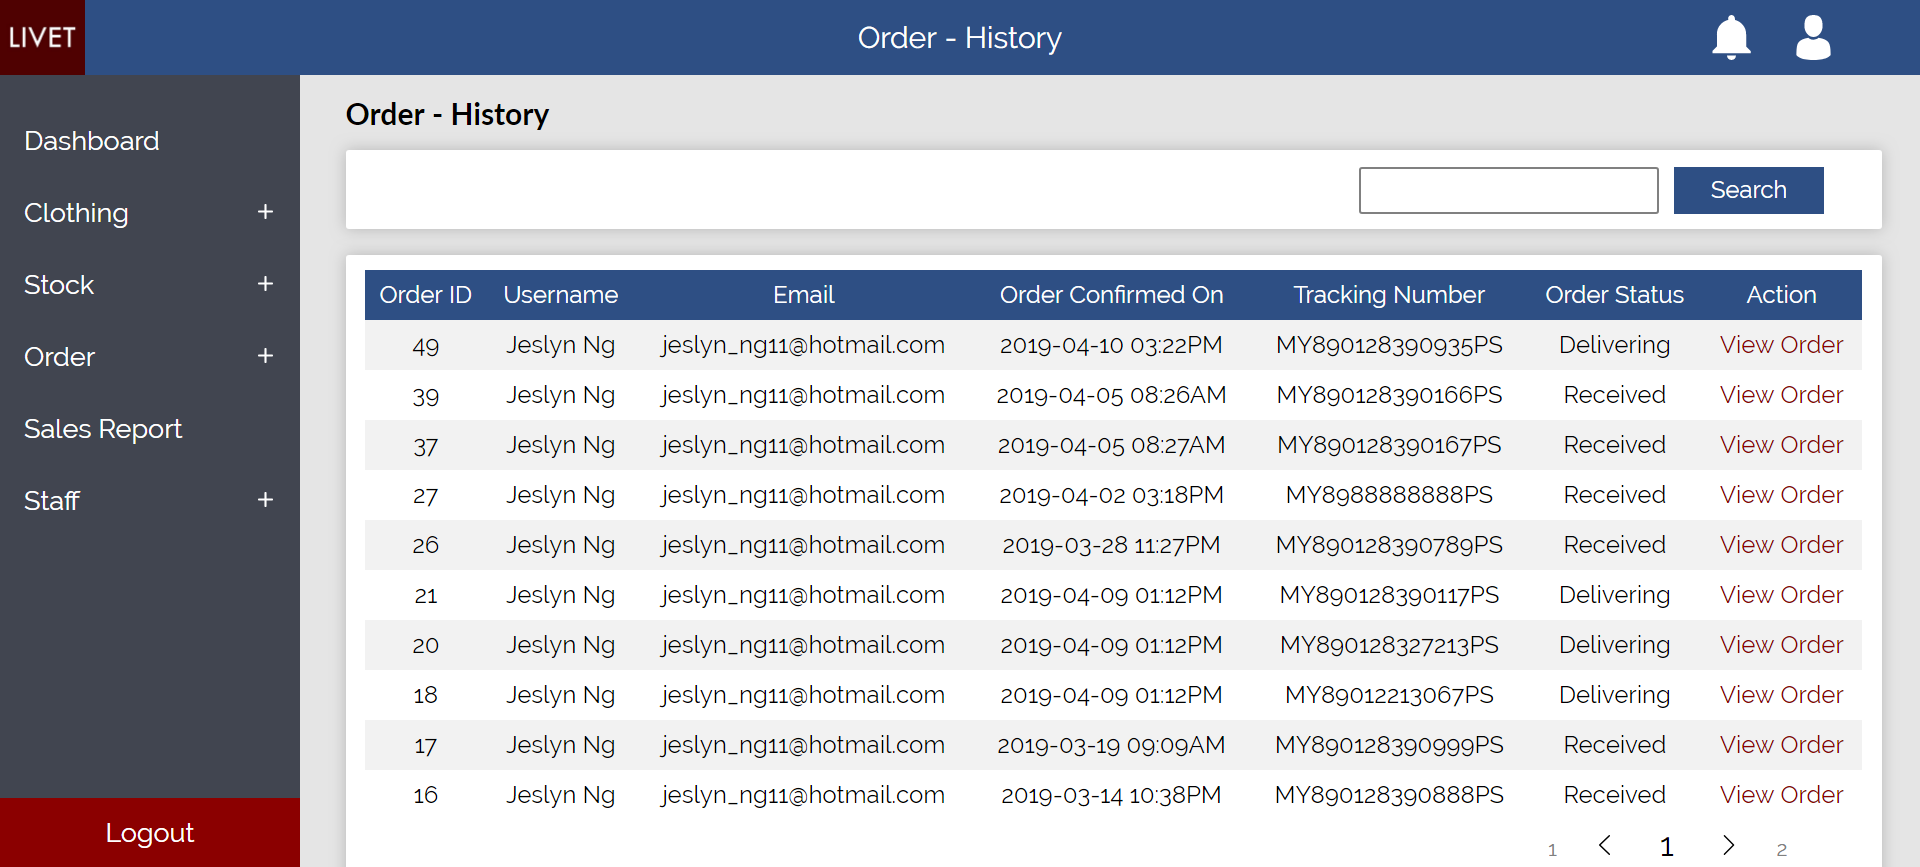 LIVET
Order - History
Dashboard
Clothing +
Stock +
Order +
Sales Report
Staff +
Logout
Order - History
Search
Order ID Username Email Order Confirmed On Tracking Number Order Status Action
49 Jeslyn Ng jeslyn_ng11@hotmail.com 2019-04-10 03:22PM MY890128390935PS Delivering View Order
39 Jeslyn Ng jeslyn_ng11@hotmail.com 2019-04-05 08:26AM MY890128390166PS Received View Order
37 Jeslyn Ng jeslyn_ng11@hotmail.com 2019-04-05 08:27AM MY890128390167PS Received View Order
27 Jeslyn Ng jeslyn_ng11@hotmail.com 2019-04-02 03:18PM MY8988888888PS Received View Order
26 Jeslyn Ng jeslyn_ng11@hotmail.com 2019-03-28 11:27PM MY890128390789PS Received View Order
21 Jeslyn Ng jeslyn_ng11@hotmail.com 2019-04-09 01:12PM MY890128390117PS Delivering View Order
20 Jeslyn Ng jeslyn_ng11@hotmail.com 2019-04-09 01:12PM MY890128327213PS Delivering View Order
18 Jeslyn Ng jeslyn_ng11@hotmail.com 2019-04-09 01:12PM MY89012213067PS Delivering View Order
17 Jeslyn Ng jeslyn_ng11@hotmail.com 2019-03-19 09:09AM MY890128390999PS Received View Order
16 Jeslyn Ng jeslyn_ng11@hotmail.com 2019-03-14 10:38PM MY890128390888PS Received View Order
1 < 1 > 2